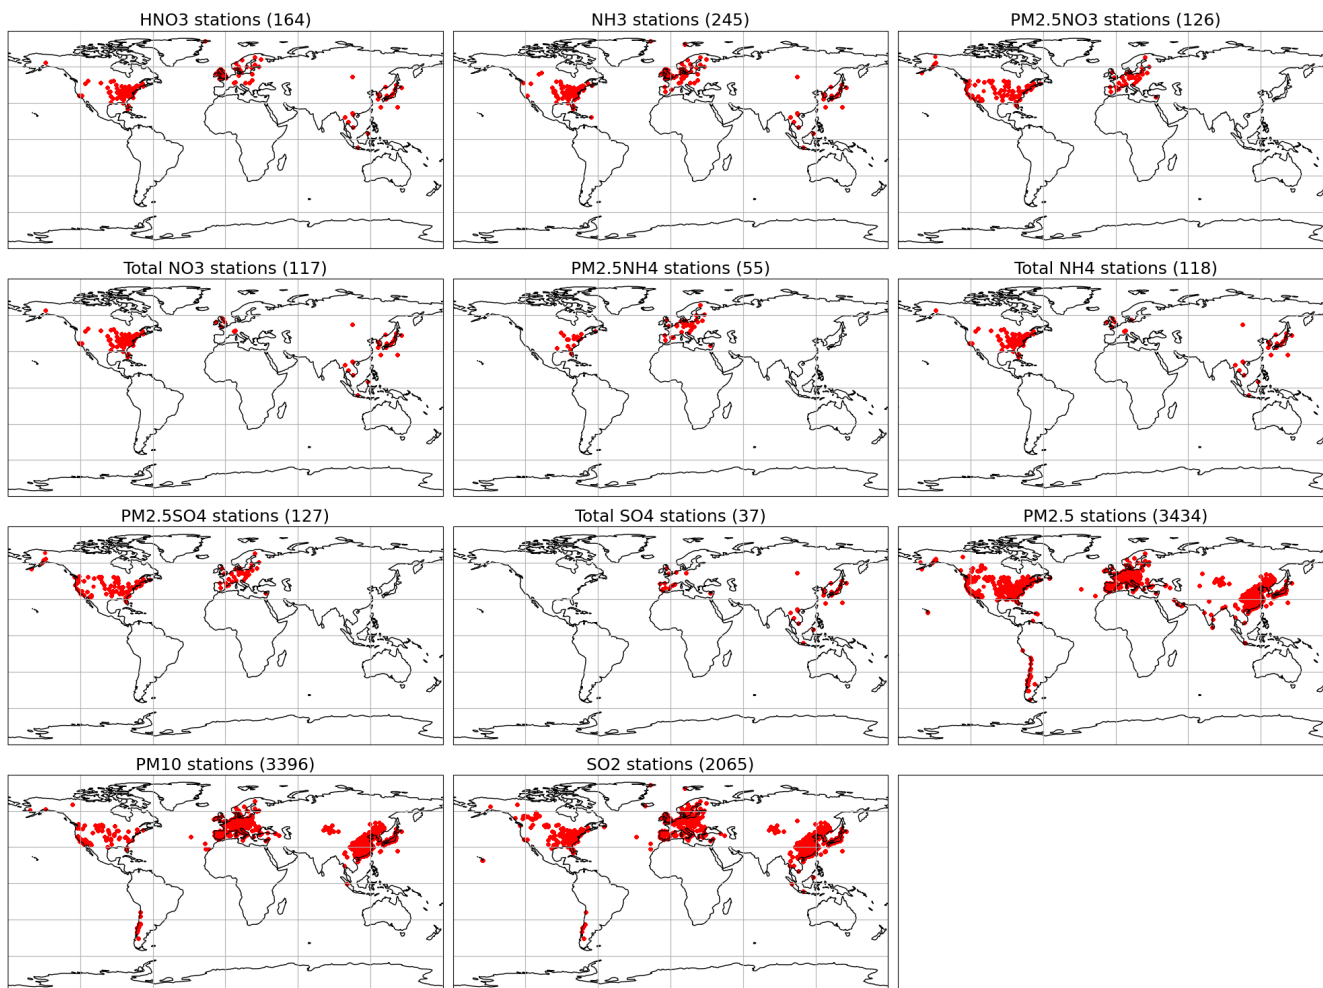 HNO3 stations (164)
NH3 stations (245)
PM2.5NO3 stations (126)
Total NO3 stations (117)
PM2.5NH4 stations (55)
Total NH4 stations (118)
PM2.5SO4 stations (127)
Total SO4 stations (37)
PM2.5 stations (3434)
PM10 stations (3396)
SO2 stations (2065)